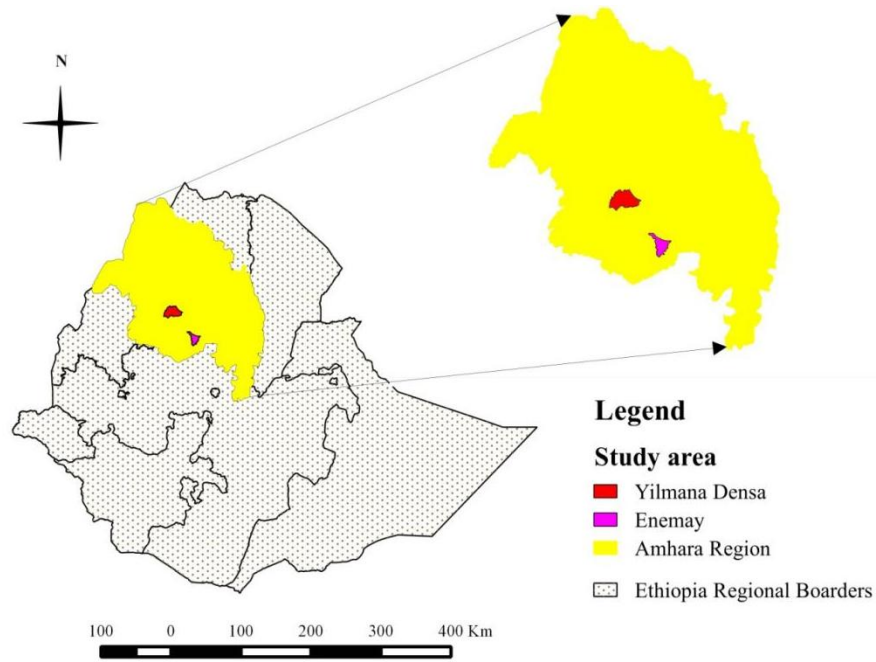 N
Legend
Study area
Yilmana Densa
Enemay
Amhara Region
Ethiopia Regional Boarders
100 0 100 200 300 400 Km